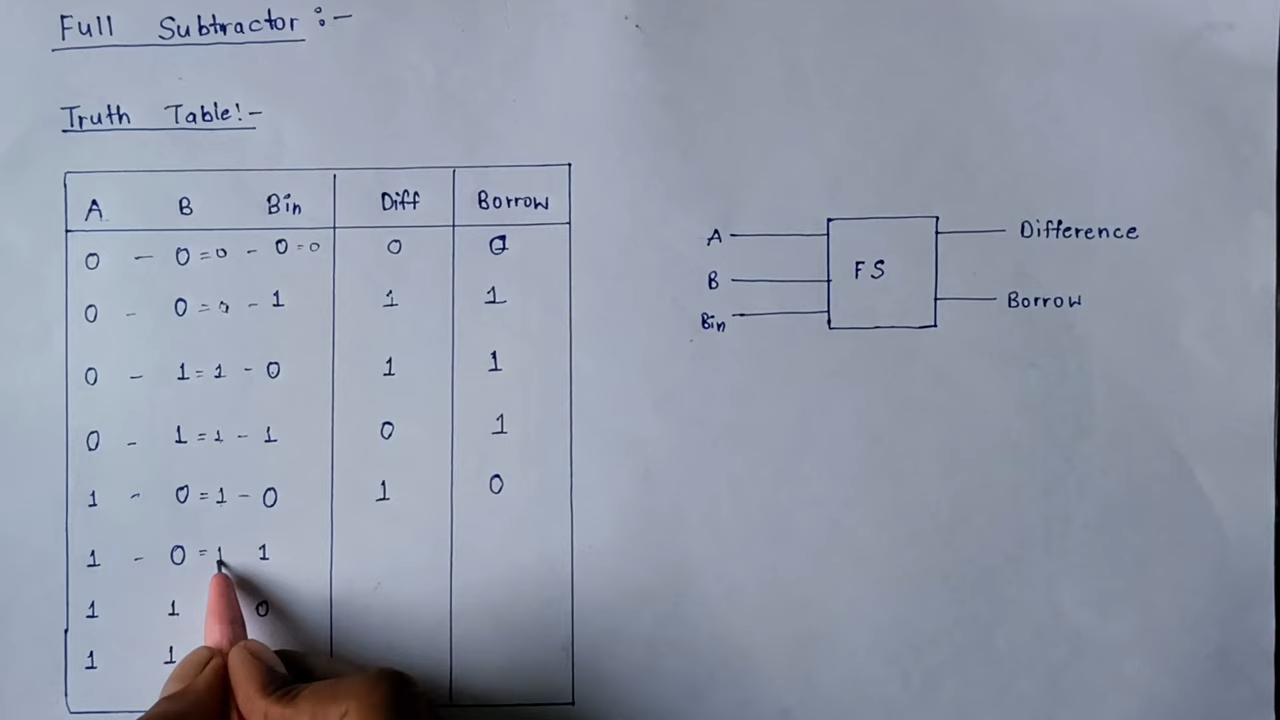 Full Subtractor :-
Truth Table:-
A B Bin Diff Borrow
0 - 0 = 0 - 0 = 0 0 0
0 - 0 = 0 - 1 1 1
0 - 1 = 1 - 0 1 1
0 - 1 = 1 - 1 0 1
1 - 0 = 1 - 0 1 0
1 - 0 = 1 1
1 1 0
1 1
A
B
Bin
FS
Difference
Borrow